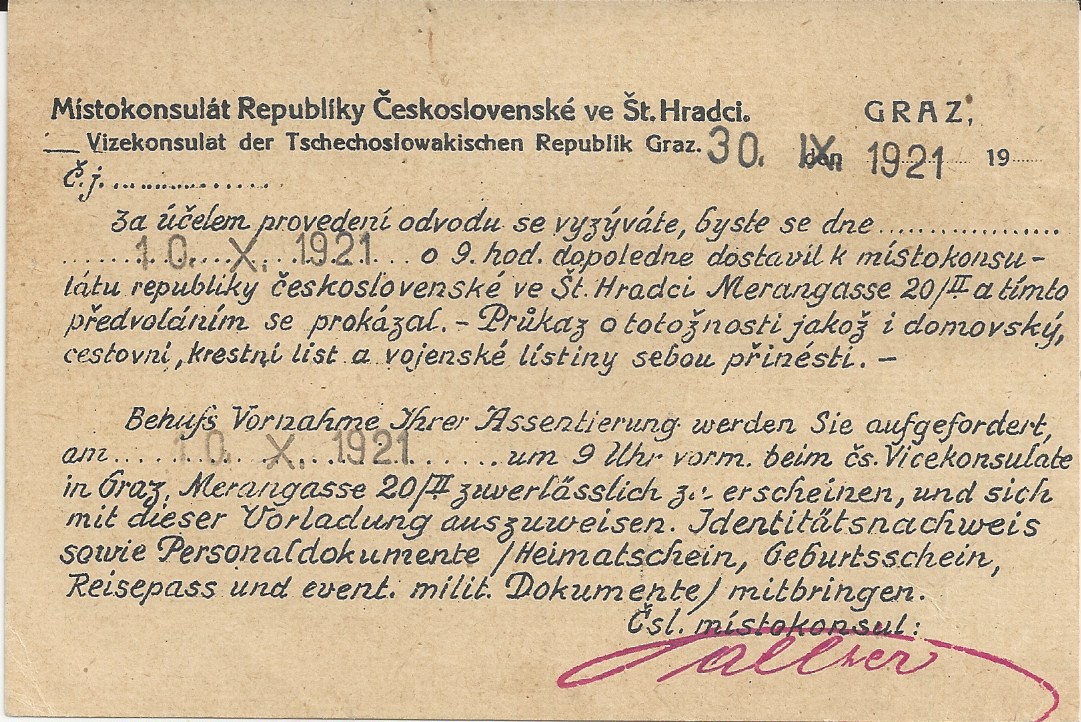 Místokonsulát Republiky Československé ve Št. Hradci. GRAZ,
Vizekonsulat der Tschechoslowakischen Republik Graz. 30. IX. 1921 19......
Č.j. ....................
Za účelem provedení odvodu se vyzýváte, byste se dne ..................
.......10. X. 1921... o 9. hod. dopoledne dostavil k místokonsu-
látu republiky československé ve Št. Hradci Merangasse 20/II a tímto
předvoláním se prokázal. – Průkaz o totožnosti jakož i domovský,
cestovní, krestní list a vojenské listiny sebou přinésti. –
Behufs Vornahme Ihrer Assentierung werden Sie aufgefordert,
am.....10. X. 1921.......um 9 Uhr vorm. beim čs. Vicekonsulate
in Graz, Merangasse 20/II zuverlässlich zu erscheinen, und sich
mit dieser Vorladung auszuweisen. Identitätsnachweis
sowie Personaldokumente /Heimatschein, Geburtsschein,
Reisepass und event. milit. Dokumente/ mitbringen.
Čsl. místokonsul: